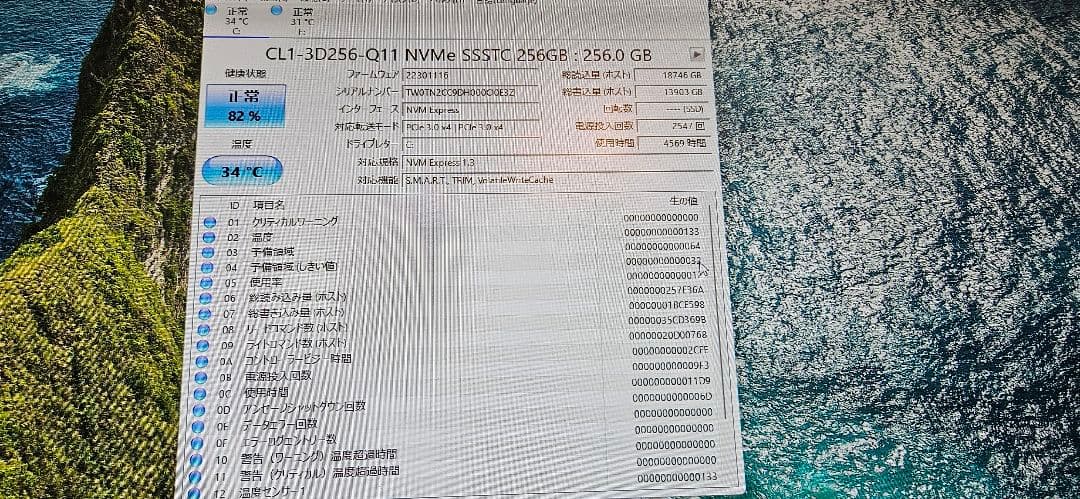 正常 正常
34 °C 31 °C
C:
CL1-3D256-Q11 NVMe SSSTC 256GB : 256.0 GB
健康状態 ファームウェア 22301116 総読込量 (ホスト) 18746 GB
正常 シリアルナンバー 総書込量 (ホスト) 13903 GB
82 % インターフェース NVM Express 回転数 ---- (SSD)
対応転送モード PCIe 3.0 x4 | PCIe 3.0 x4 電源投入回数 2547 回
温度 ドライブレター C: 使用時間 4569 時間
34 °C 対応規格 NVM Express 1.3
対応機能 S.M.A.R.T., TRIM, VolatileWriteCache
ID 項目名 生の値
01 クリティカルワーニング 00000000000000
02 温度 00000000000133
03 予備領域 00000000000064
04 予備領域 (しきい値)
05 使用率
06 総読み込み量 (ホスト)
07 総書き込み量 (ホスト)
08 リードコマンド数 (ホスト)
09 ライトコマンド数 (ホスト)
0A コントローラービジー時間
0B 電源投入回数 000000000009F3
0C 使用時間 000000000011D9
0D アンセーフシャットダウン回数 0000000000006D
0E データエラー回数 00000000000000
0F エラーログエントリー数 00000000000000
10 警告 (ワーニング) 温度超過時間 00000000000000
11 警告 (クリティカル) 温度超過時間 00000000000000
12 温度センサー1 00000000000133